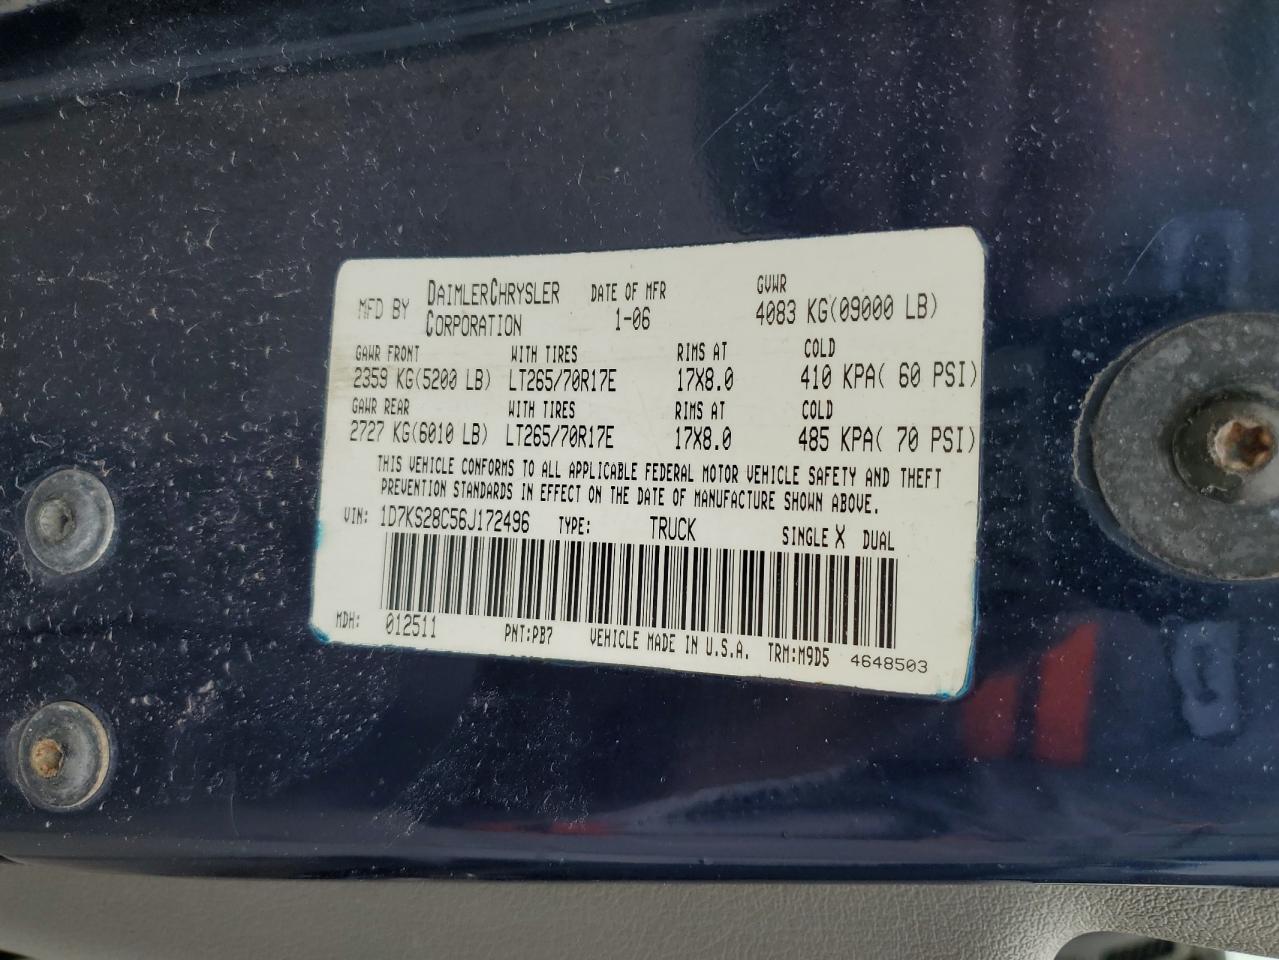 MFD BY DAIMLERCHRYSLER CORPORATION DATE OF MFR 1-06 GVWR 4083 KG(09000 LB)
GAWR FRONT WITH TIRES RIMS AT COLD
2359 KG(5200 LB) LT265/70R17E 17X8.0 410 KPA( 60 PSI)
GAWR REAR WITH TIRES RIMS AT COLD
2727 KG(6010 LB) LT265/70R17E 17X8.0 485 KPA( 70 PSI)
THIS VEHICLE CONFORMS TO ALL APPLICABLE FEDERAL MOTOR VEHICLE SAFETY AND THEFT
PREVENTION STANDARDS IN EFFECT ON THE DATE OF MANUFACTURE SHOWN ABOVE.
VIN: 1D7KS28C56J172496 TYPE: TRUCK SINGLE X DUAL
MDH: 012511 PNT:PB7 VEHICLE MADE IN U.S.A. TRM:M9D5 4648503